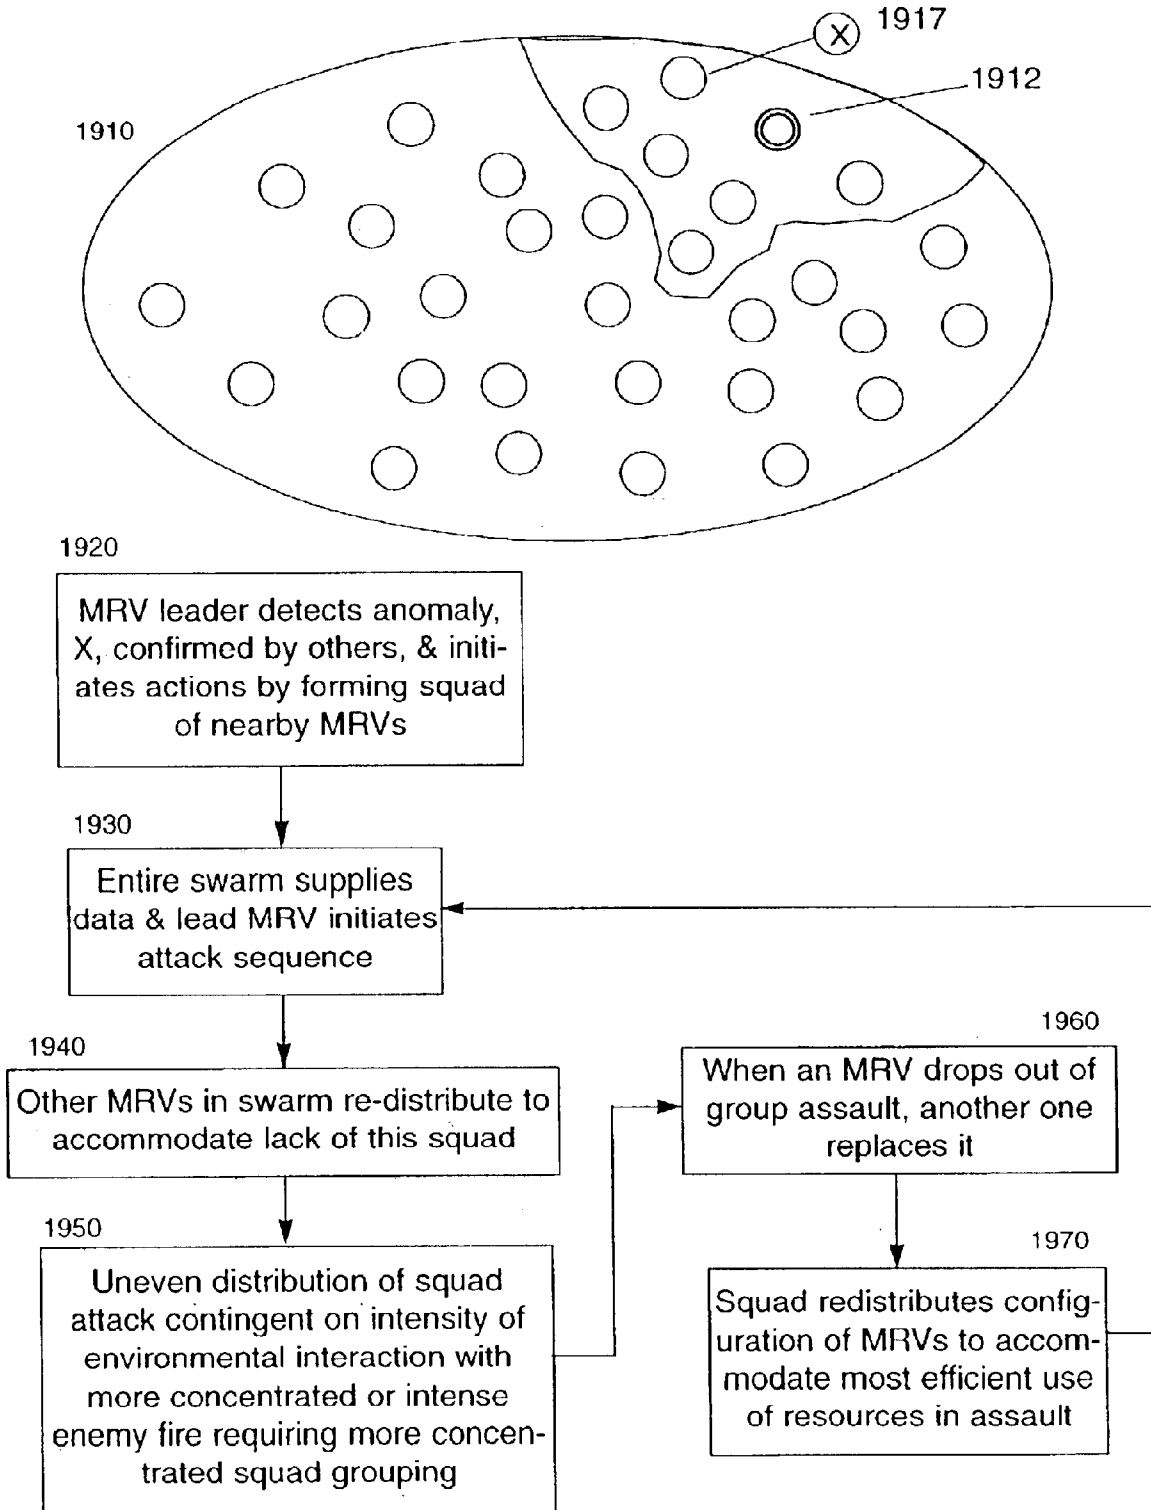 1917
X
1912
1910
1920
MRV leader detects anomaly,
X, confirmed by others, & initi-
ates actions by forming squad
of nearby MRVs
1930
Entire swarm supplies
data & lead MRV initiates
attack sequence
1940
Other MRVs in swarm re-distribute to
accommodate lack of this squad
1950
Uneven distribution of squad
attack contingent on intensity of
environmental interaction with
more concentrated or intense
enemy fire requiring more concen-
trated squad grouping
1960
When an MRV drops out of
group assault, another one
replaces it
1970
Squad redistributes config-
uration of MRVs to accom-
modate most efficient use
of resources in assault